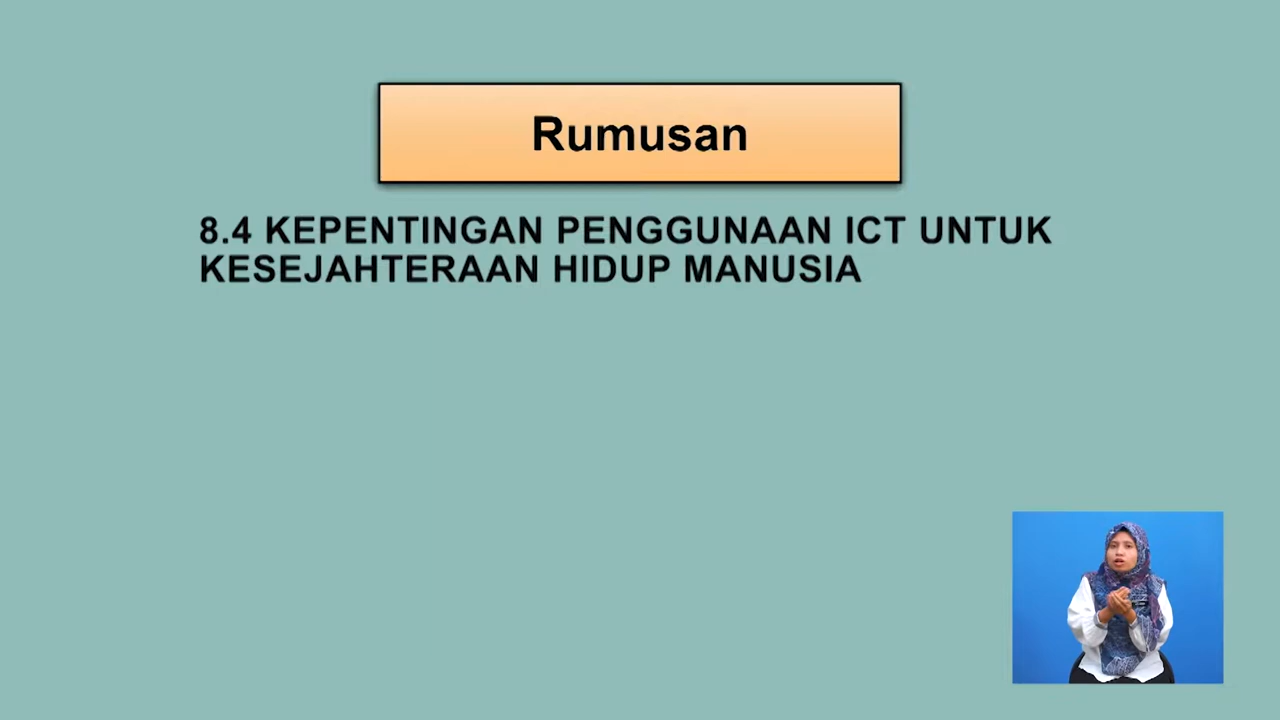 Rumusan
8.4 KEPENTINGAN PENGGUNAAN ICT UNTUK
KESEJAHTERAAN HIDUP MANUSIA